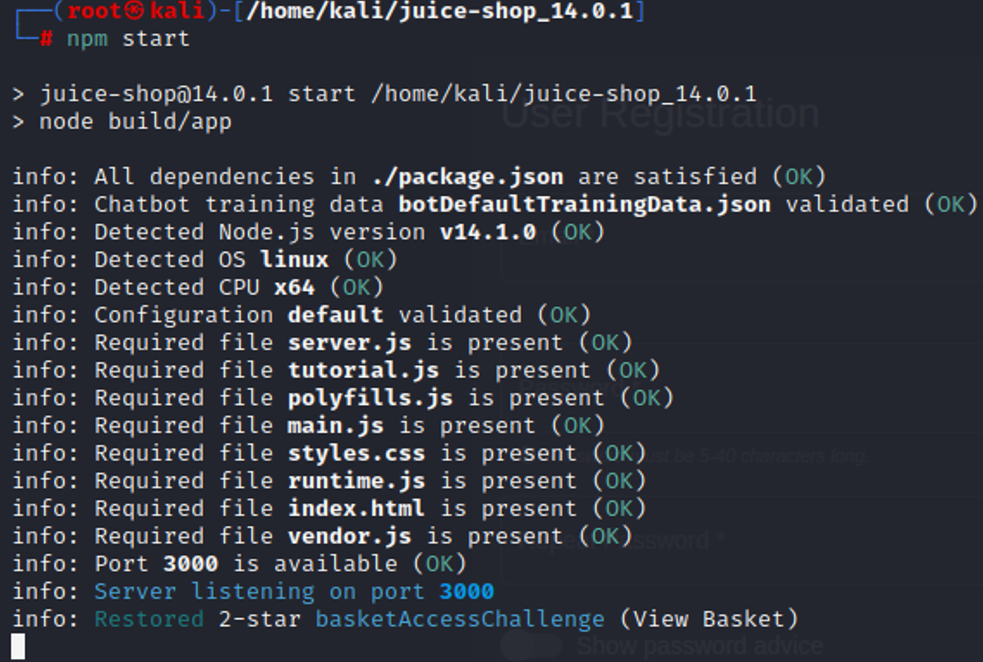 ┌──(root㉿kali)-[/home/kali/juice-shop_14.0.1]
└─# npm start
> juice-shop@14.0.1 start /home/kali/juice-shop_14.0.1
> node build/app
User Registration
info: All dependencies in ./package.json are satisfied (OK)
info: Chatbot training data botDefaultTrainingData.json validated (OK)
info: Detected Node.js version v14.1.0 (OK)
info: Detected OS linux (OK)
info: Detected CPU x64 (OK)
info: Configuration default validated (OK)
info: Required file server.js is present (OK)
info: Required file tutorial.js is present (OK)
info: Required file polyfills.js is present (OK)
info: Required file main.js is present (OK)
info: Required file styles.css is present (OK)
must be 5-40 characters long.
info: Required file runtime.js is present (OK)
info: Required file index.html is present (OK)
info: Required file vendor.js is present (OK)
Password *
info: Port 3000 is available (OK)
info: Server listening on port 3000
info: Restored 2-star basketAccessChallenge (View Basket)
Show password advice